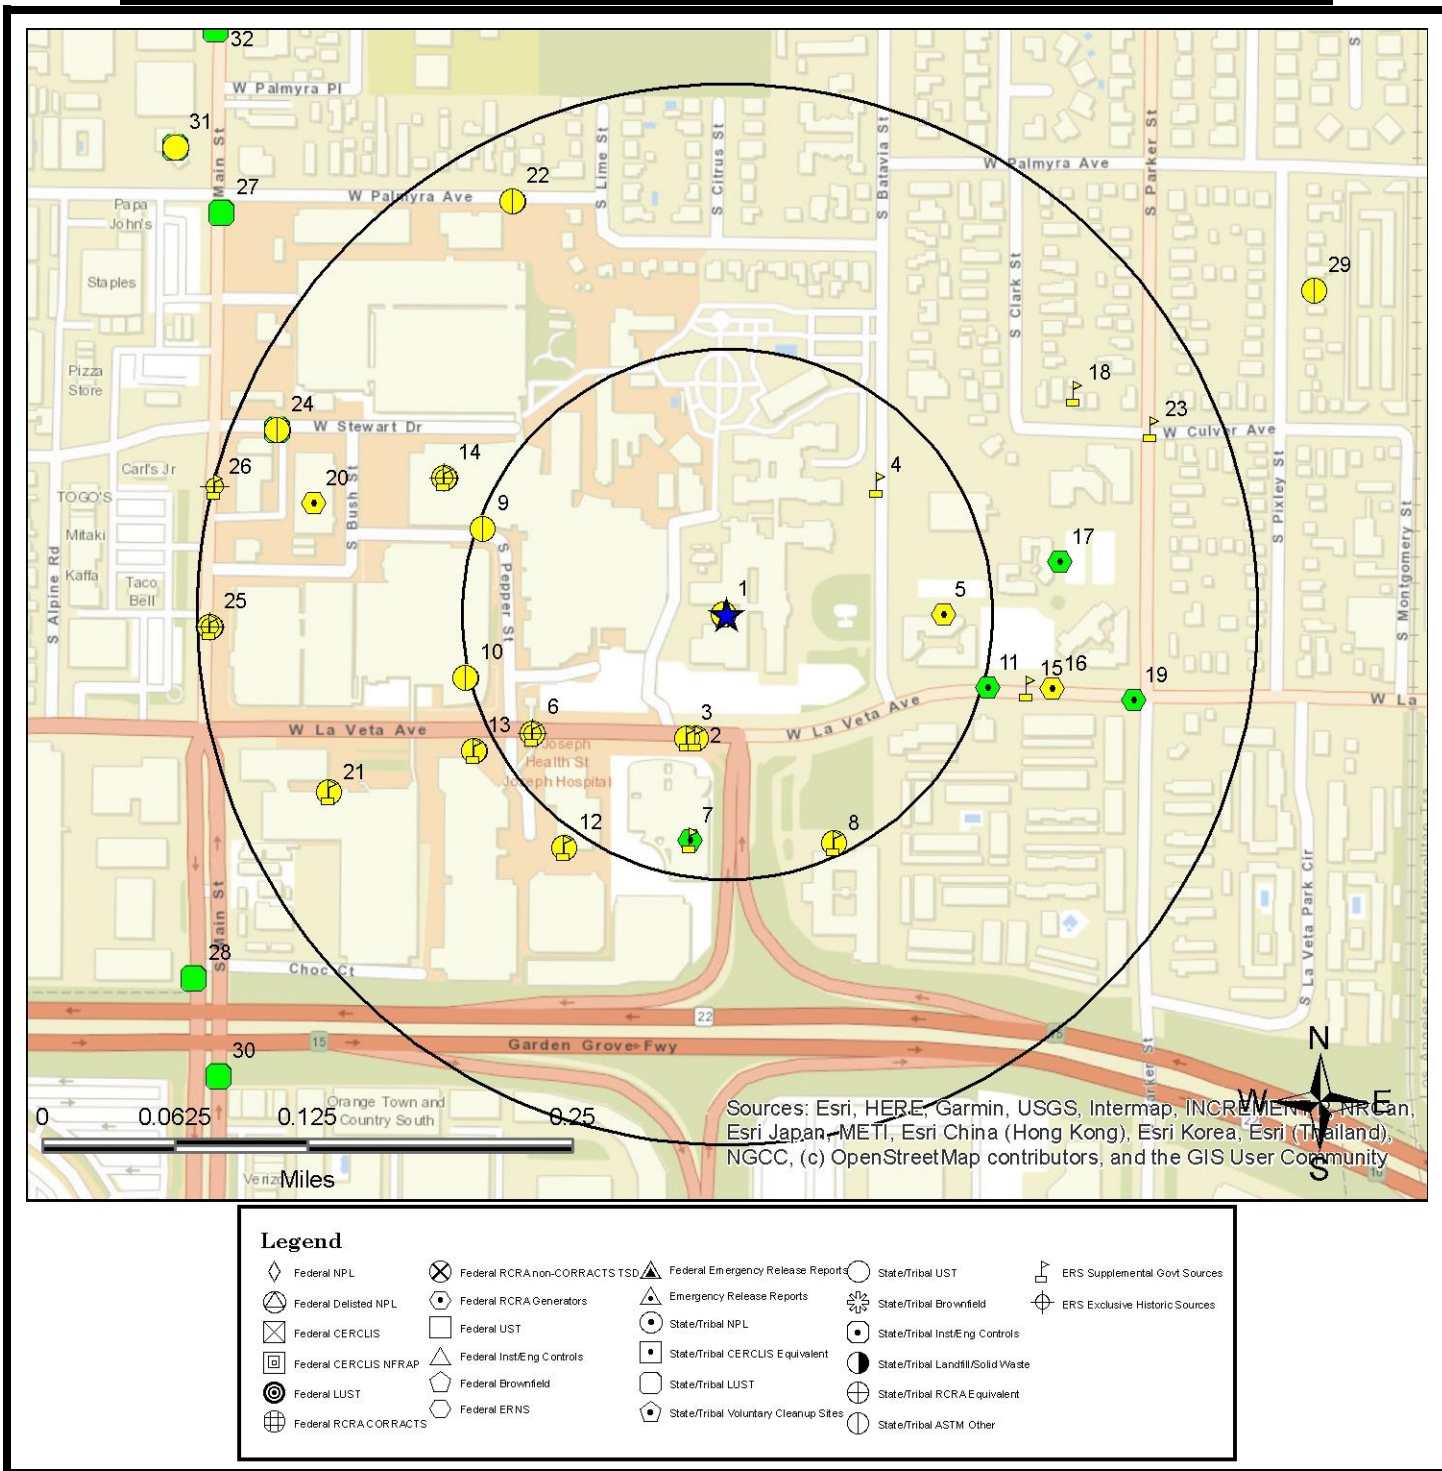 32
W Palmyra Pl
31
Main St
27
22
W Palmyra Ave
S Lime St
S Citrus St
S Batavia St
W Palmyra Ave
S Parker St
S
Papa
John's
Staples
29
S Clark St
Pizza
Store
18
24
W Stewart Dr
23
W Culver Ave
Carl's Jr
26
14
4
TOGO'S
20
S Bush St
9
S Pixley St
Mitaki
S Pepper St
17
Kaffa
S Alpine Rd
Taco
Bell
1
5
S Montgomery St
25
10
11
15
16
19
W La
W La Veta Ave
13
6
3
2
W La Veta Ave
Joseph
Health St
Joseph Hospital
21
12
7
8
S La Veta Park Cir
S Main St
28
Choc Ct
22
15
Garden Grove Fwy
30
Orange Town and
Country South
0
0.0625
0.125
0.25
Miles
N
W
E
S
Sources: Esri, HERE, Garmin, USGS, Intermap,
Esri Japan, METI, Esri China (Hong Kong), Esri Korea, Esri (Thailand),
NGCC, (c) OpenStreetMap contributors, and the GIS User Community
Legend
Federal NPL
Federal Delisted NPL
Federal CERCLIS
Federal CERCLIS NFRAP
Federal LUST
Federal RCRA CORRACTS
Federal RCRA non-CORRACTS TSD
Federal RCRA Generators
Federal UST
Federal Inst/Eng Controls
Federal Brownfield
Federal ERNS
Federal Emergency Release Reports
Emergency Release Reports
State/Tribal NPL
State/Tribal CERCLIS Equivalent
State/Tribal LUST
State/Tribal Voluntary Cleanup Sites
State/Tribal UST
State/Tribal Brownfield
State/Tribal Inst/Eng Controls
State/Tribal Landfill/Solid Waste
State/Tribal RCRA Equivalent
State/Tribal ASTM Other
ERS Supplemental Govt Sources
ERS Exclusive Historic Sources